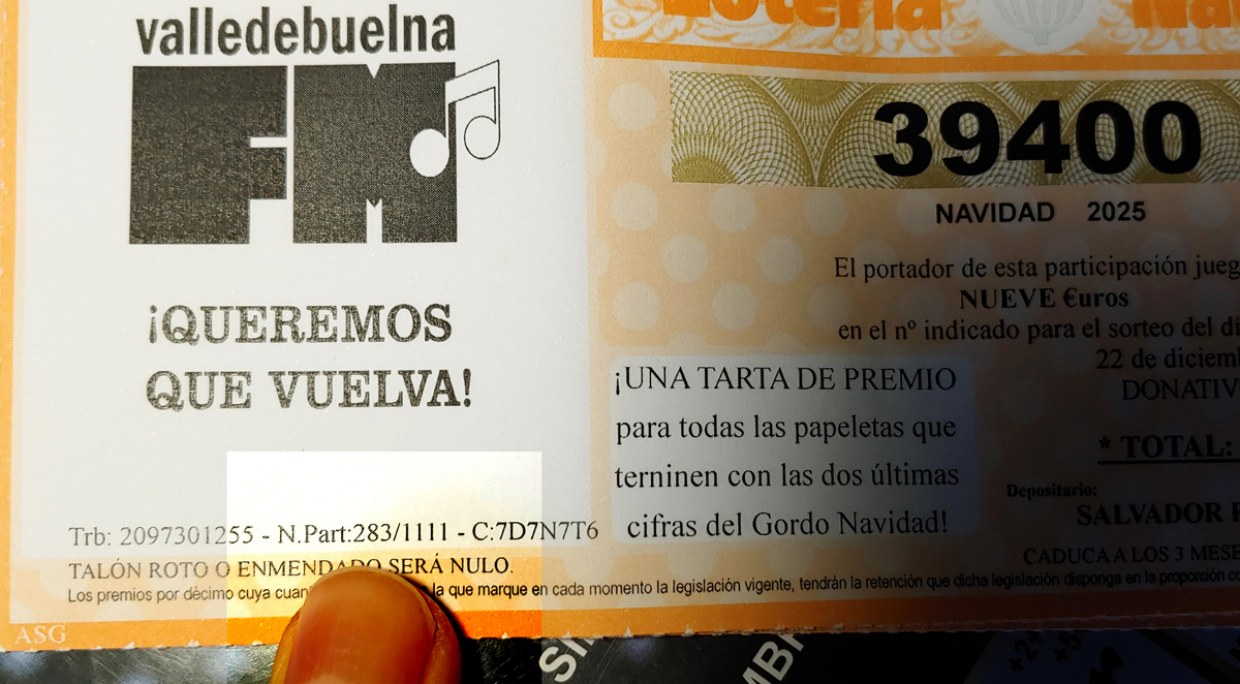 valledebuelna
FM
¡QUEREMOS
QUE VUELVA!
Trb: 2097301255 - N.Part:283/1111 - C:7D7N7T6
TALÓN ROTO O ENMENDADO SERÁ NULO.
Los premios por décimo cuya la que marque en cada momento la legislación vigente, tendrán la retención que dicha legislación disponga en la proporción
ASG
Lotería
39400
NAVIDAD 2025
El portador de esta participación
NUEVE €uros
en el nº indicado para el sorteo del
22 de
DONATIV
¡UNA TARTA DE PREMIO
para todas las papeletas que
terninen con las dos últimas
cifras del Gordo Navidad!
* TOTAL:
Depositario:
SALVADOR
CADUCA A LOS 3 MESE